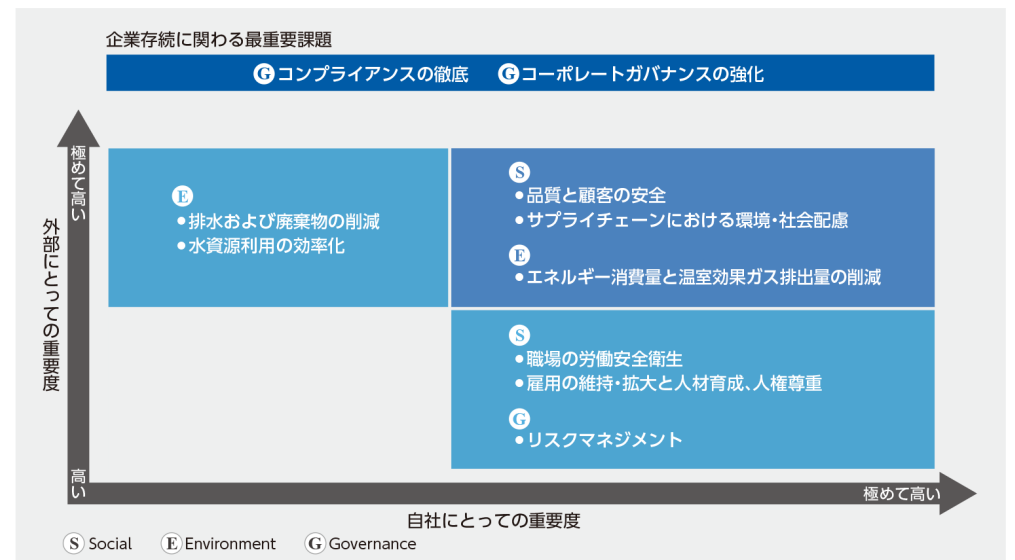 企業存続に関わる最重要課題
G コンプライアンスの徹底 G コーポレートガバナンスの強化
極めて高い
外部にとっての重要度
高い
E
●排水および廃棄物の削減
●水資源利用の効率化
S
●品質と顧客の安全
●サプライチェーンにおける環境・社会配慮
E
●エネルギー消費量と温室効果ガス排出量の削減
S
●職場の労働安全衛生
●雇用の維持・拡大と人材育成、人権尊重
G
●リスクマネジメント
極めて高い
自社にとっての重要度
S Social E Environment G Governance